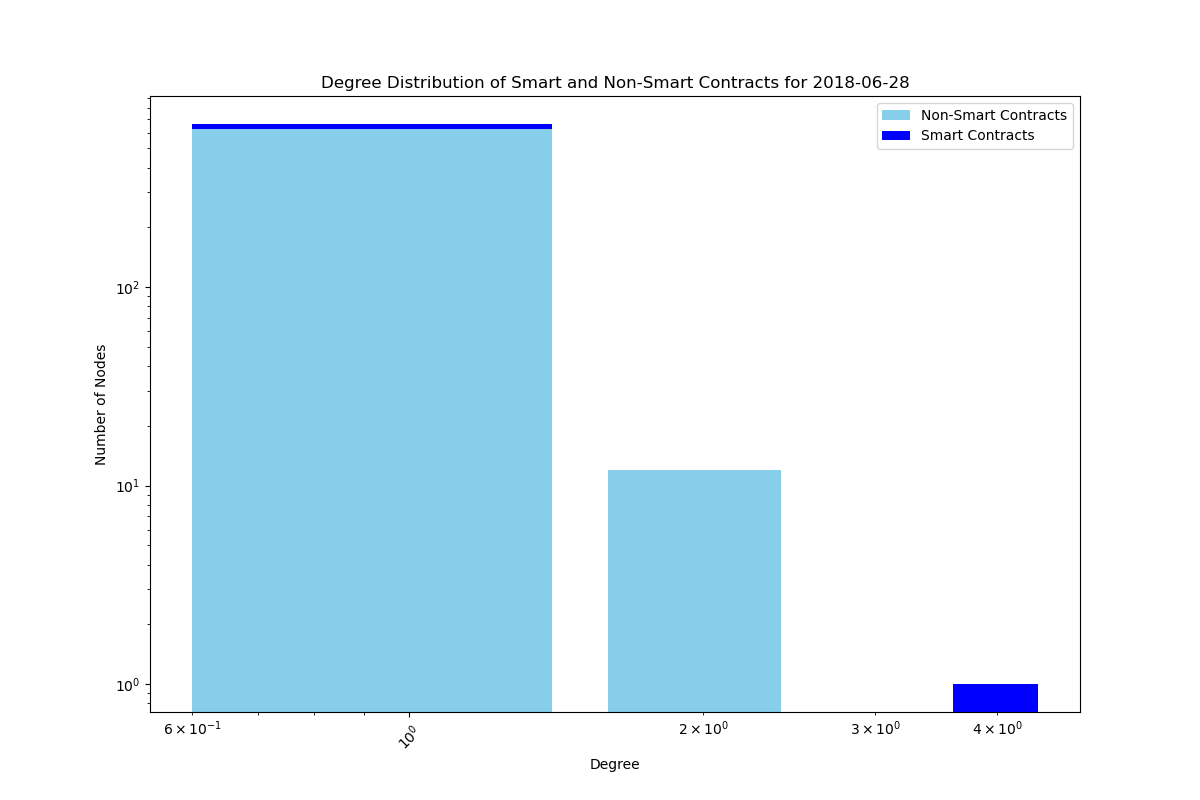 Degree Distribution of Smart and Non-Smart Contracts for 2018-06-28
Non-Smart Contracts
Smart Contracts
Number of Nodes
10²
10¹
10⁰
6 × 10⁻¹
10⁰
2 × 10⁰
3 × 10⁰
4 × 10⁰
Degree